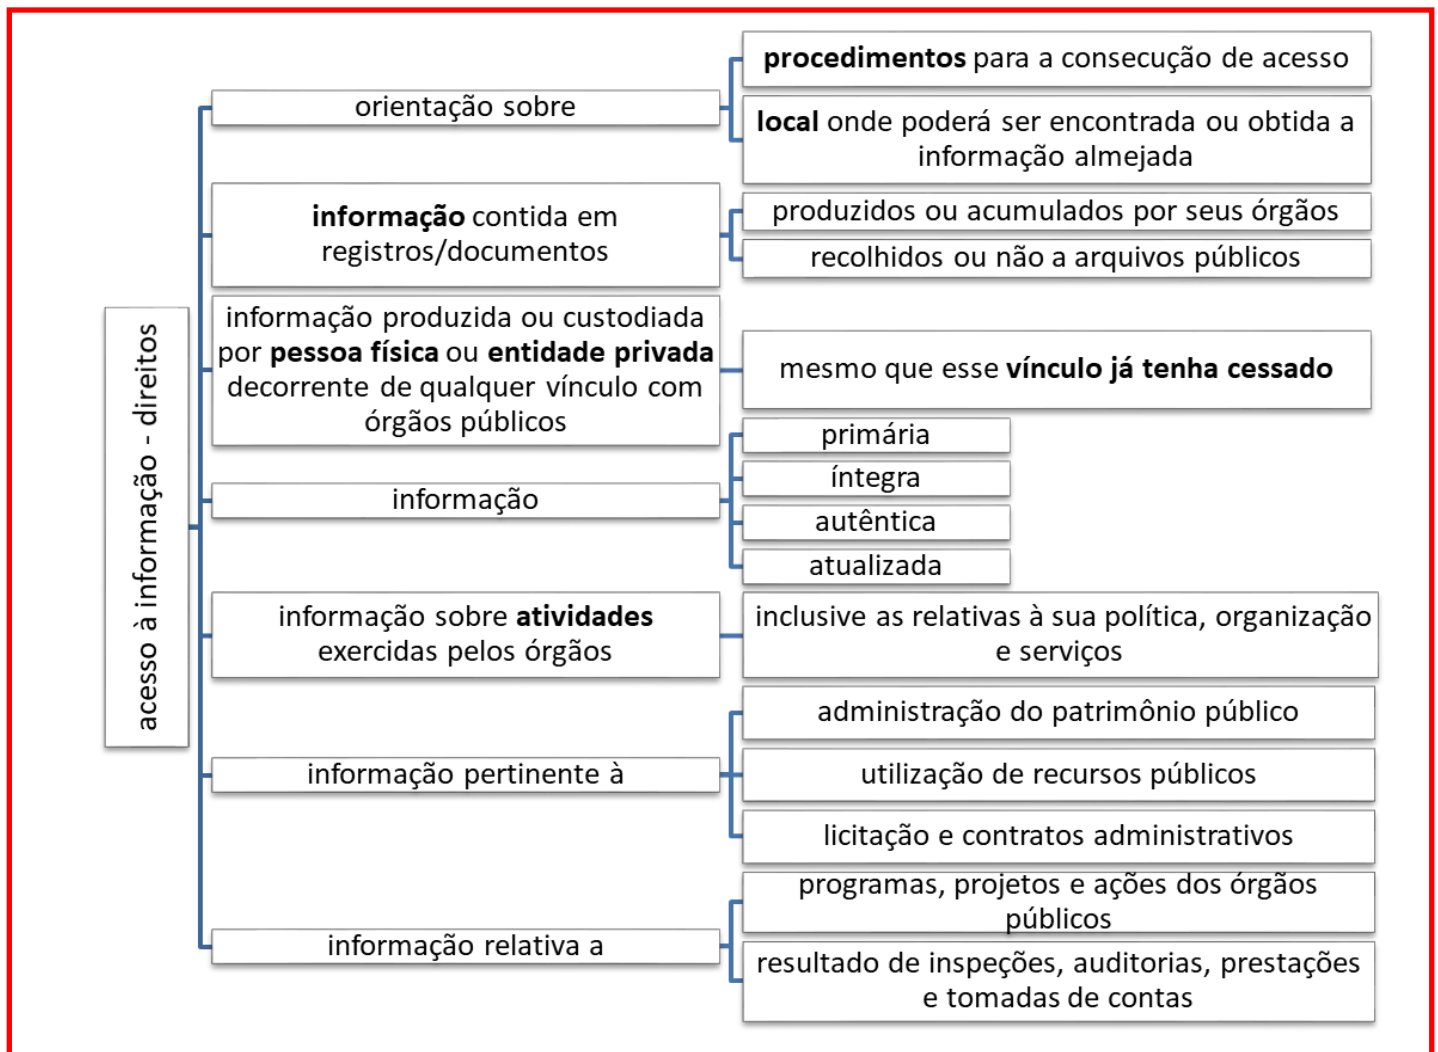 acesso à informação - direitos
orientação sobre
procedimentos para a consecução de acesso
local onde poderá ser encontrada ou obtida a
informação almejada
informação contida em
registros/documentos
produzidos ou acumulados por seus órgãos
recolhidos ou não a arquivos públicos
informação produzida ou custodiada
por pessoa física ou entidade privada
decorrente de qualquer vínculo com
órgãos públicos
mesmo que esse vínculo já tenha cessado
informação
primária
íntegra
autêntica
atualizada
informação sobre atividades
exercidas pelos órgãos
inclusive as relativas à sua política, organização
e serviços
informação pertinente à
administração do patrimônio público
utilização de recursos públicos
licitação e contratos administrativos
informação relativa a
programas, projetos e ações dos órgãos
públicos
resultado de inspeções, auditorias, prestações
e tomadas de contas